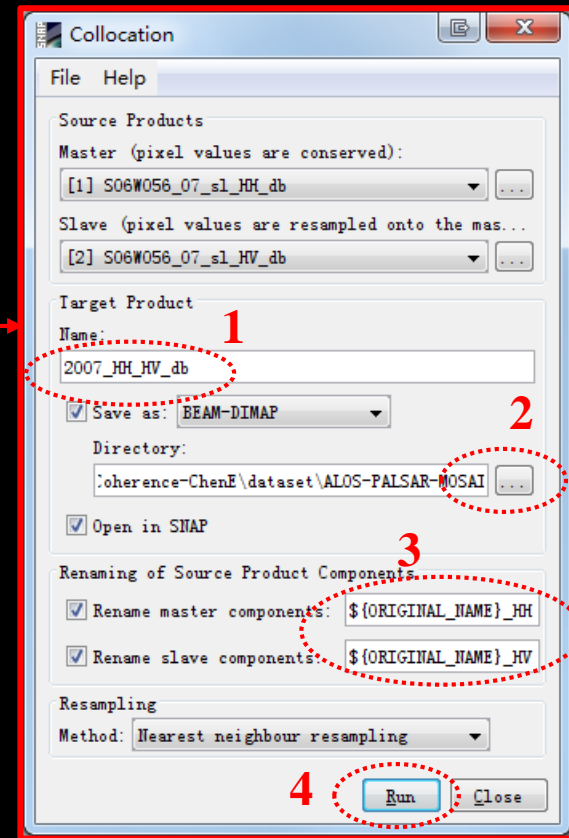 Collocation
File Help
Source Products
Master (pixel values are conserved):
[1] S06W056_07_sl_HH_db
...
Slave (pixel values are resampled onto the mas...
[2] S06W056_07_sl_HV_db
...
Target Product
1
Name:
2007_HH_HV_db
Save as: BEAM-DIMAP
2
Directory:
oherence-ChenE\dataset\ALOS-PALSAR-MOSAI
...
Open in SNAP
3
Renaming of Source Product Components
Rename master components: ${ORIGINAL_NAME}_HH
Rename slave components: ${ORIGINAL_NAME}_HV
Resampling
Method: Nearest neighbour resampling
4
Run Close